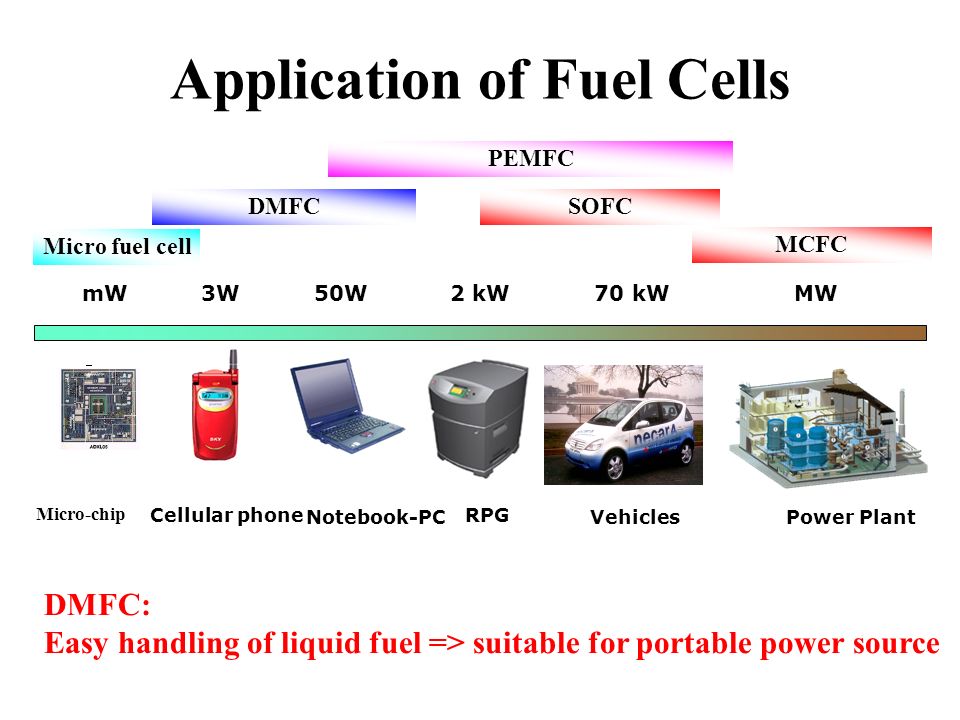 Application of Fuel Cells
PEMFC
DMFC
SOFC
Micro fuel cell
MCFC
mW
3W
50W
2 kW
70 kW
MW
ADXL05
SKY
necar4
Micro-chip
Cellular phone
Notebook-PC
RPG
Vehicles
Power Plant
DMFC:
Easy handling of liquid fuel => suitable for portable power source